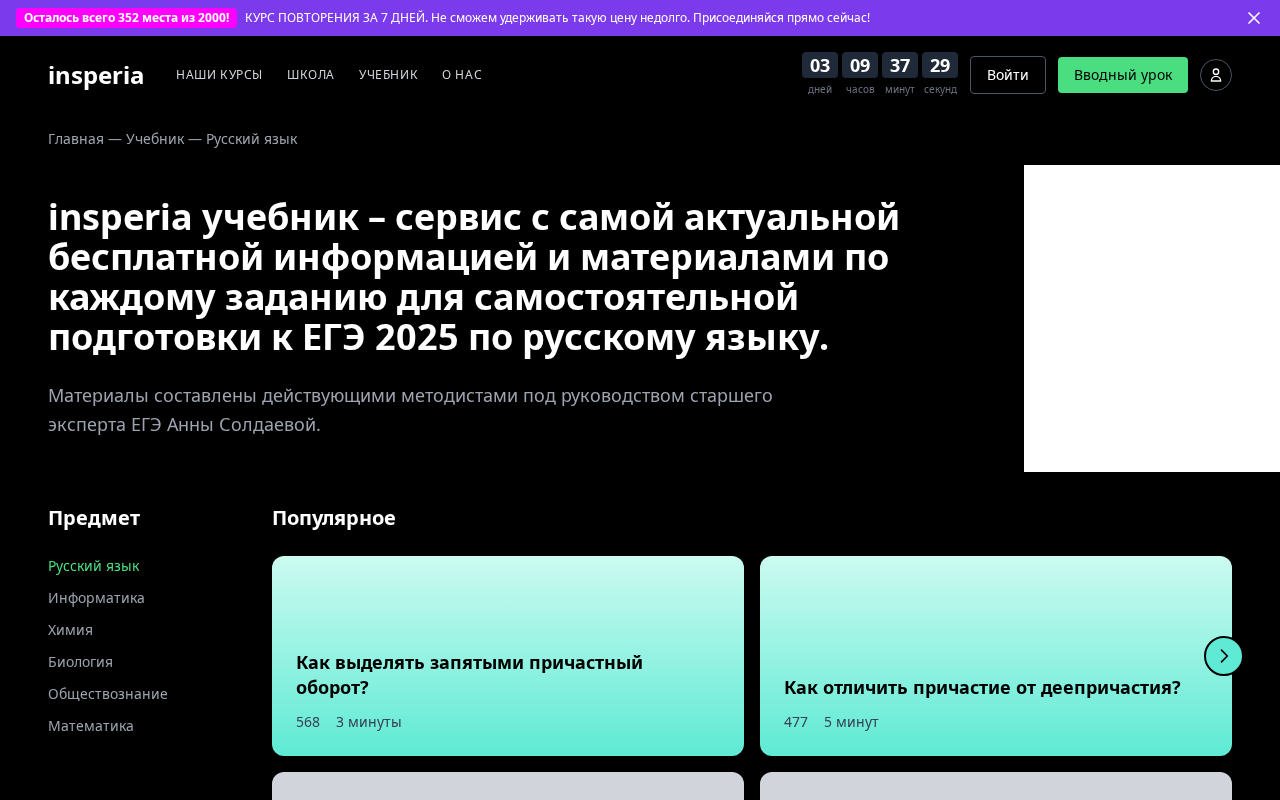 Осталось всего 352 места из 2000! КУРС ПОВТОРЕНИЯ ЗА 7 ДНЕЙ. Не сможем удерживать такую цену недолго. Присоединяйся прямо сейчас!
insperia НАШИ КУРСЫ ШКОЛА УЧЕБНИК О НАС 03 09 37 29 Войти Вводный урок
дней часов минут секунд
Главная — Учебник — Русский язык
insperia учебник – сервис с самой актуальной
бесплатной информацией и материалами по
каждому заданию для самостоятельной
подготовки к ЕГЭ 2025 по русскому языку.
Материалы составлены действующими методистами под руководством старшего
эксперта ЕГЭ Анны Солдаевой.
Предмет
Русский язык
Информатика
Химия
Биология
Обществознание
Математика
Популярное
Как выделять запятыми причастный
оборот?
568 3 минуты
Как отличить причастие от деепричастия?
477 5 минут